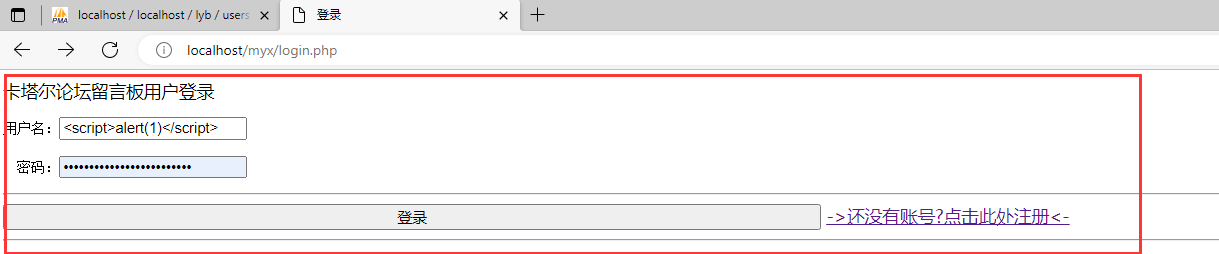 PMA localhost / localhost / lyb / users
登录
localhost/myx/login.php
卡塔尔论坛留言板用户登录
用户名：<script>alert(1)</script>
密码：•••••••••••••••••••••••••
登录 ->还没有账号?点击此处注册<-